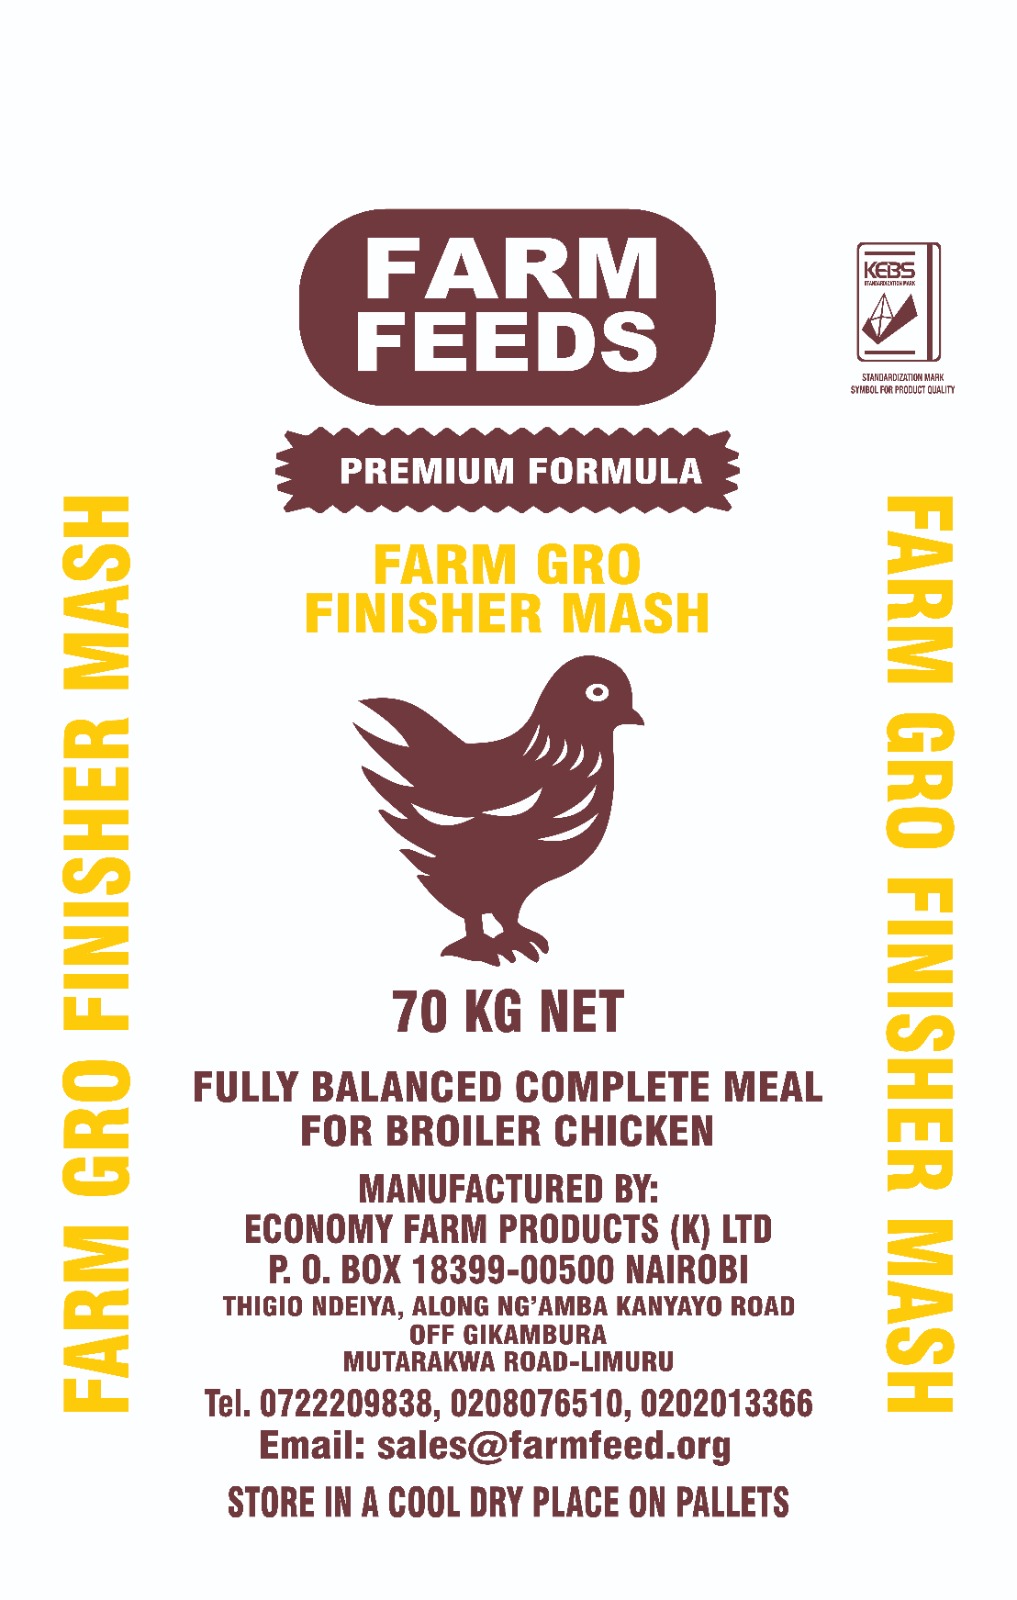 FARM
FEEDS
KEBS
STANDARDIZATION MARK
STANDARDIZATION MARK
SYMBOL FOR PRODUCT QUALITY
PREMIUM FORMULA
FARM GRO
FINISHER MASH
FARM GRO FINISHER MASH
FARM GRO FINISHER MASH
70 KG NET
FULLY BALANCED COMPLETE MEAL
FOR BROILER CHICKEN
MANUFACTURED BY:
ECONOMY FARM PRODUCTS (K) LTD
P. O. BOX 18399-00500 NAIROBI
THIGIO NDEIYA, ALONG NG'AMBA KANYAYO ROAD
OFF GIKAMBURA
MUTARAKWA ROAD-LIMURU
Tel. 0722209838, 0208076510, 0202013366
Email: sales@farmfeed.org
STORE IN A COOL DRY PLACE ON PALLETS